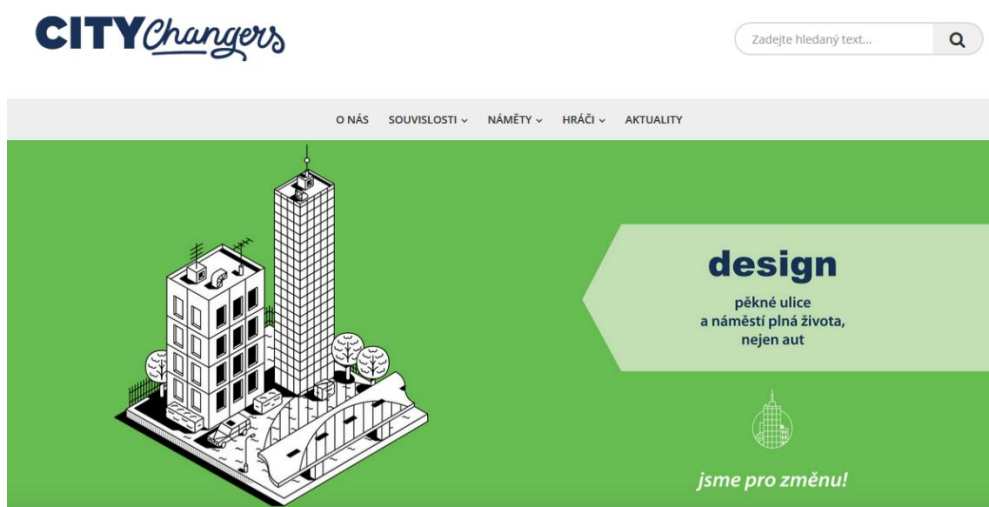 CITYChangers
Zadejte hledaný text...
O NÁS SOUVISLOSTI NÁMĚTY HRÁČI AKTUALITY
design
pěkné ulice
a náměstí plná života,
nejen aut
jsme pro změnu!